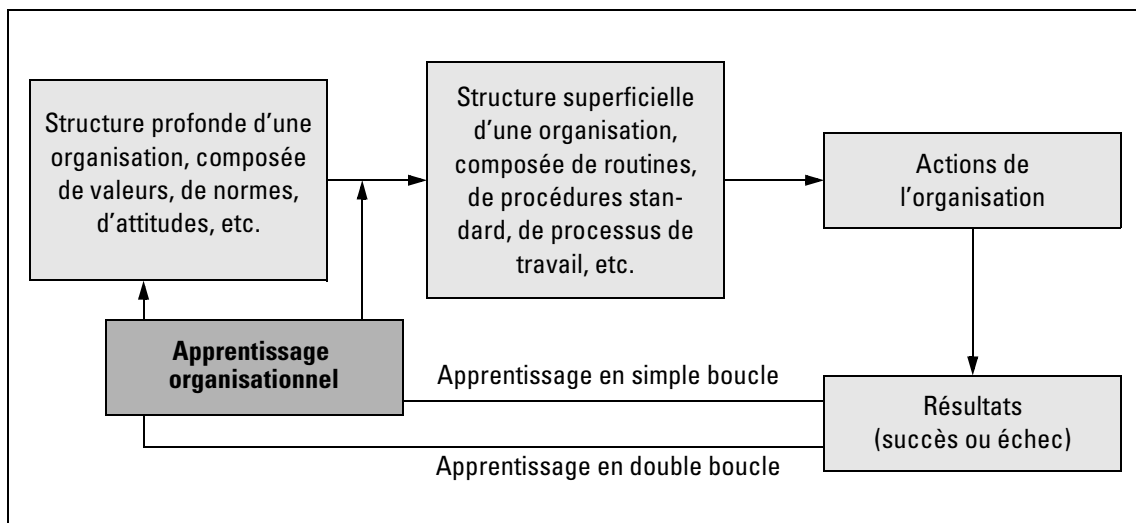 Structure profonde d'une
organisation, composée
de valeurs, de normes,
d'attitudes, etc.
Structure superficielle
d'une organisation,
composée de routines,
de procédures stan-
dard, de processus de
travail, etc.
Actions de
l'organisation
Apprentissage
organisationnel
Apprentissage en simple boucle
Résultats
(succès ou échec)
Apprentissage en double boucle